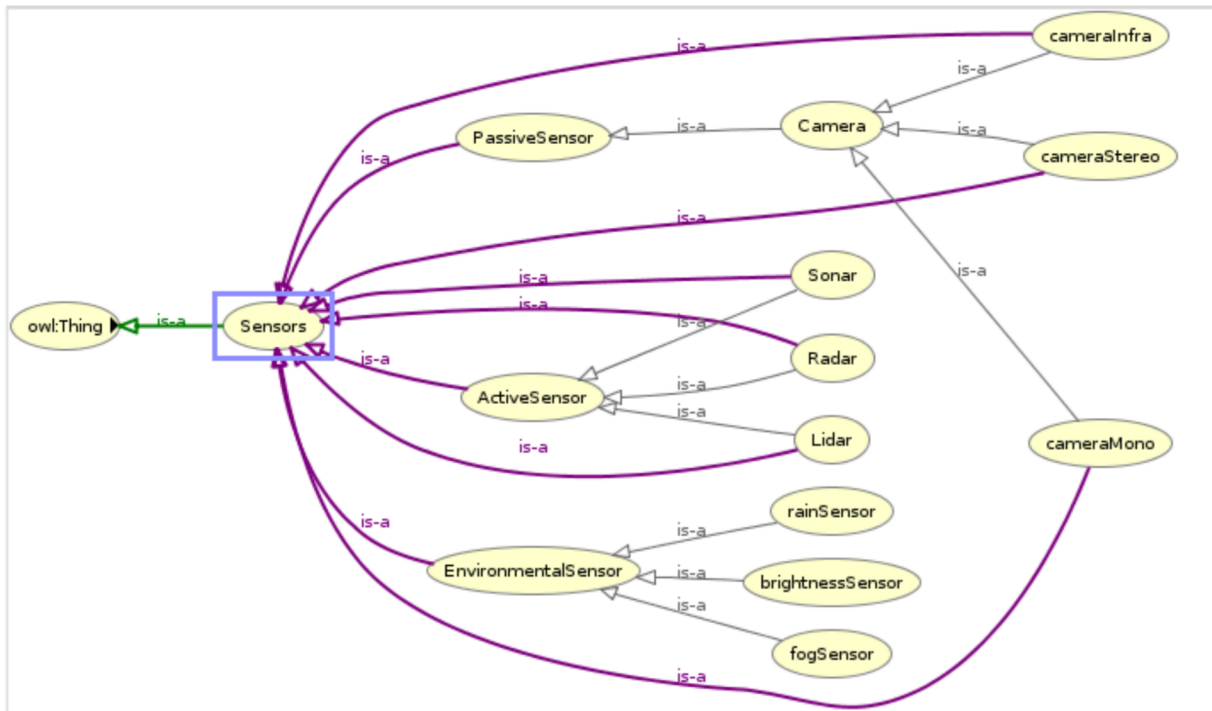 cameraInfra
is-a
is-a
Camera
is-a
PassiveSensor
is-a
cameraStereo
is-a
is-a
is-a
Sonar
is-a
is-a
is-a
owl:Thing
is-a
Sensors
is-a
Radar
is-a
is-a
ActiveSensor
is-a
Lidar
cameraMono
is-a
rainSensor
is-a
is-a
EnvironmentalSensor
is-a
brightnessSensor
is-a
fogSensor
is-a